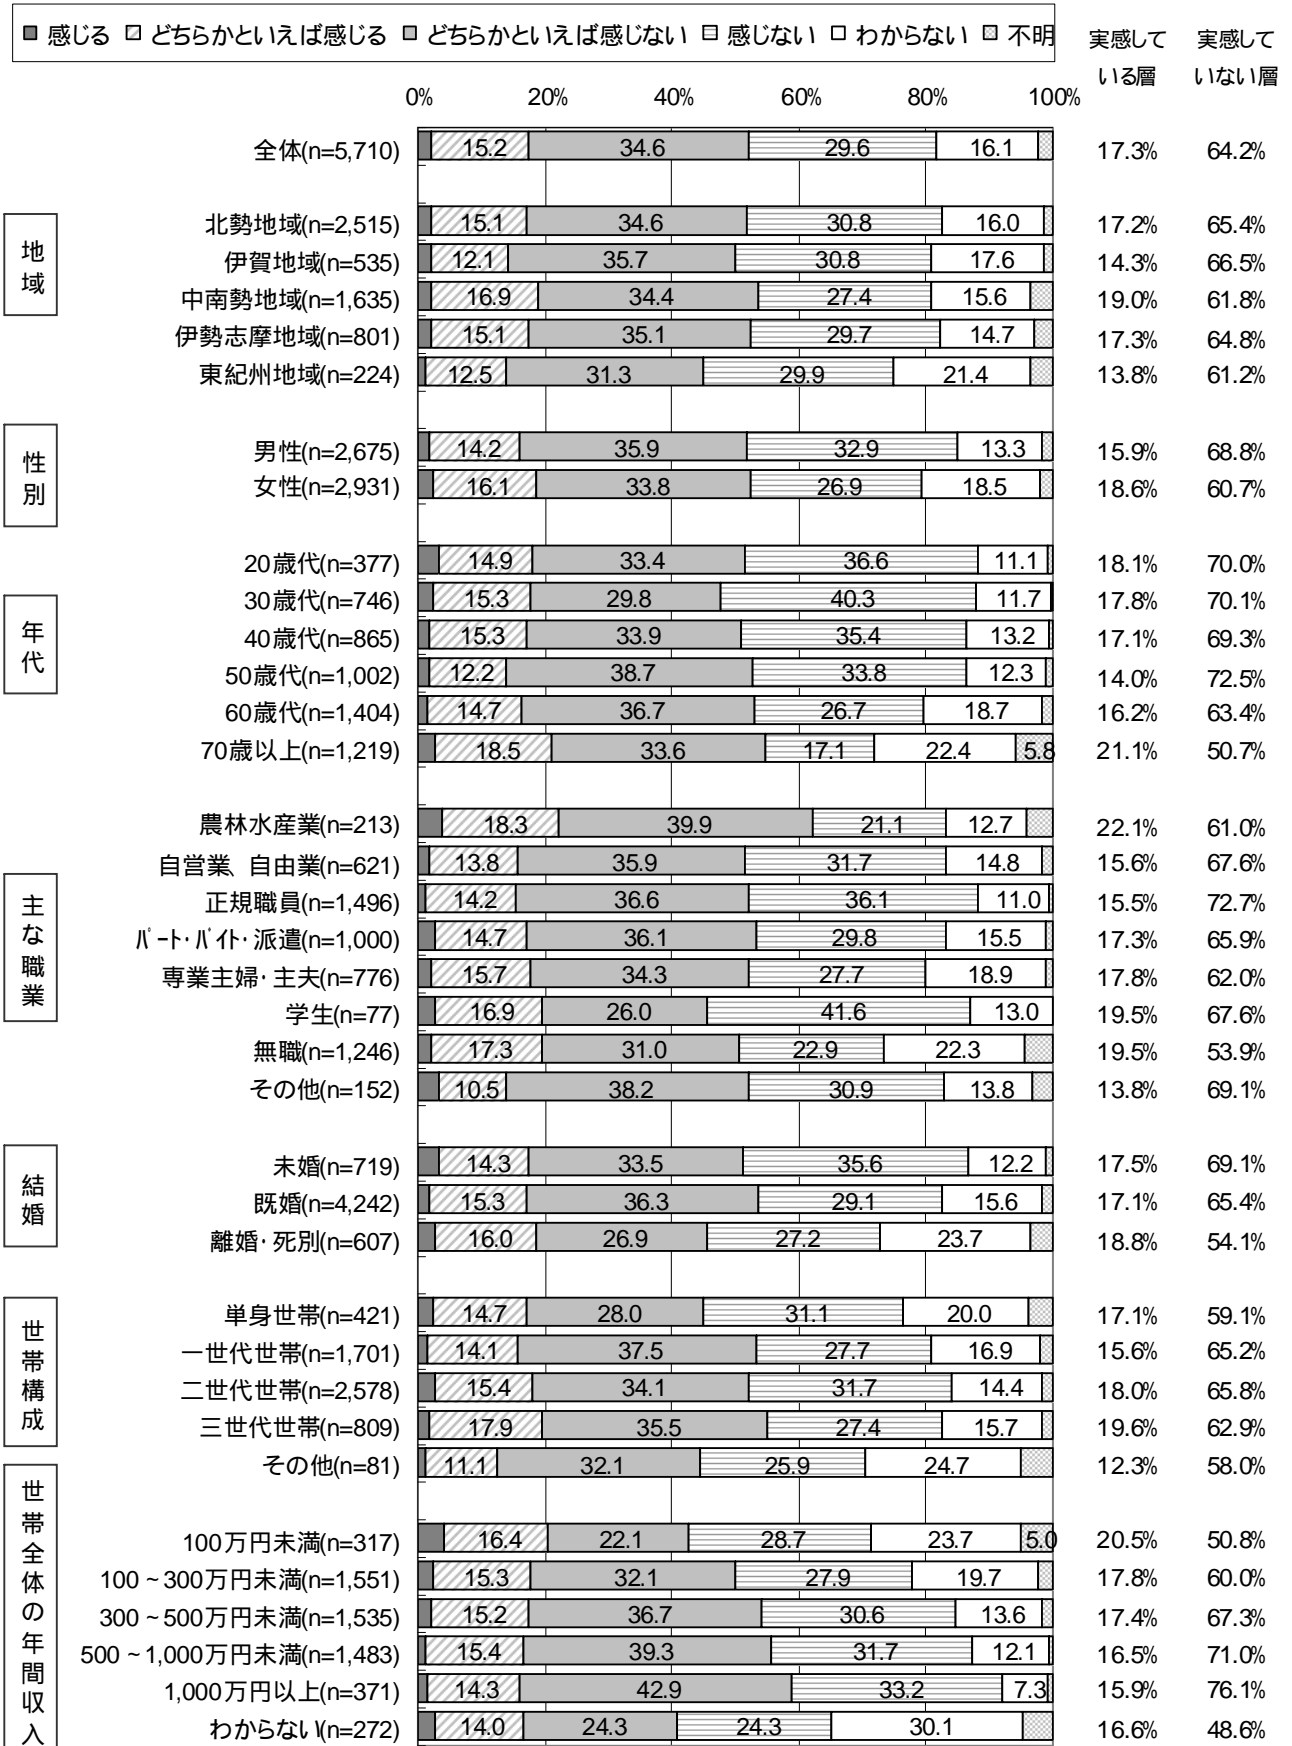 感じる どちらかといえば感じる どちらかといえば感じない 感じない わからない 不明
実感している層 実感していない層
0% 20% 40% 60% 80% 100%
全体(n=5,710) 15.2 34.6 29.6 16.1 17.3% 64.2%
地域
北勢地域(n=2,515) 15.1 34.6 30.8 16.0 17.2% 65.4%
伊賀地域(n=535) 12.1 35.7 30.8 17.6 14.3% 66.5%
中南勢地域(n=1,635) 16.9 34.4 27.4 15.6 19.0% 61.8%
伊勢志摩地域(n=801) 15.1 35.1 29.7 14.7 17.3% 64.8%
東紀州地域(n=224) 12.5 31.3 29.9 21.4 13.8% 61.2%
性別
男性(n=2,675) 14.2 35.9 32.9 13.3 15.9% 68.8%
女性(n=2,931) 16.1 33.8 26.9 18.5 18.6% 60.7%
年代
20歳代(n=377) 14.9 33.4 36.6 11.1 18.1% 70.0%
30歳代(n=746) 15.3 29.8 40.3 11.7 17.8% 70.1%
40歳代(n=865) 15.3 33.9 35.4 13.2 17.1% 69.3%
50歳代(n=1,002) 12.2 38.7 33.8 12.3 14.0% 72.5%
60歳代(n=1,404) 14.7 36.7 26.7 18.7 16.2% 63.4%
70歳以上(n=1,219) 18.5 33.6 17.1 22.4 5.8 21.1% 50.7%
主な職業
農林水産業(n=213) 18.3 39.9 21.1 12.7 22.1% 61.0%
自営業、自由業(n=621) 13.8 35.9 31.7 14.8 15.6% 67.6%
正規職員(n=1,496) 14.2 36.6 36.1 11.0 15.5% 72.7%
ﾊﾟｰﾄ･ﾊﾞｲﾄ･派遣(n=1,000) 14.7 36.1 29.8 15.5 17.3% 65.9%
専業主婦・主夫(n=776) 15.7 34.3 27.7 18.9 17.8% 62.0%
学生(n=77) 16.9 26.0 41.6 13.0 19.5% 67.6%
無職(n=1,246) 17.3 31.0 22.9 22.3 19.5% 53.9%
その他(n=152) 10.5 38.2 30.9 13.8 13.8% 69.1%
結婚
未婚(n=719) 14.3 33.5 35.6 12.2 17.5% 69.1%
既婚(n=4,242) 15.3 36.3 29.1 15.6 17.1% 65.4%
離婚・死別(n=607) 16.0 26.9 27.2 23.7 18.8% 54.1%
世帯構成
単身世帯(n=421) 14.7 28.0 31.1 20.0 17.1% 59.1%
一世代世帯(n=1,701) 14.1 37.5 27.7 16.9 15.6% 65.2%
二世代世帯(n=2,578) 15.4 34.1 31.7 14.4 18.0% 65.8%
三世代世帯(n=809) 17.9 35.5 27.4 15.7 19.6% 62.9%
その他(n=81) 11.1 32.1 25.9 24.7 12.3% 58.0%
世帯全体の年間収入
100万円未満(n=317) 16.4 22.1 28.7 23.7 5.0 20.5% 50.8%
100~300万円未満(n=1,551) 15.3 32.1 27.9 19.7 17.8% 60.0%
300~500万円未満(n=1,535) 15.2 36.7 30.6 13.6 17.4% 67.3%
500~1,000万円未満(n=1,483) 15.4 39.3 31.7 12.1 16.5% 71.0%
1,000万円以上(n=371) 14.3 42.9 33.2 7.3 15.9% 76.1%
わからない(n=272) 14.0 24.3 24.3 30.1 16.6% 48.6%